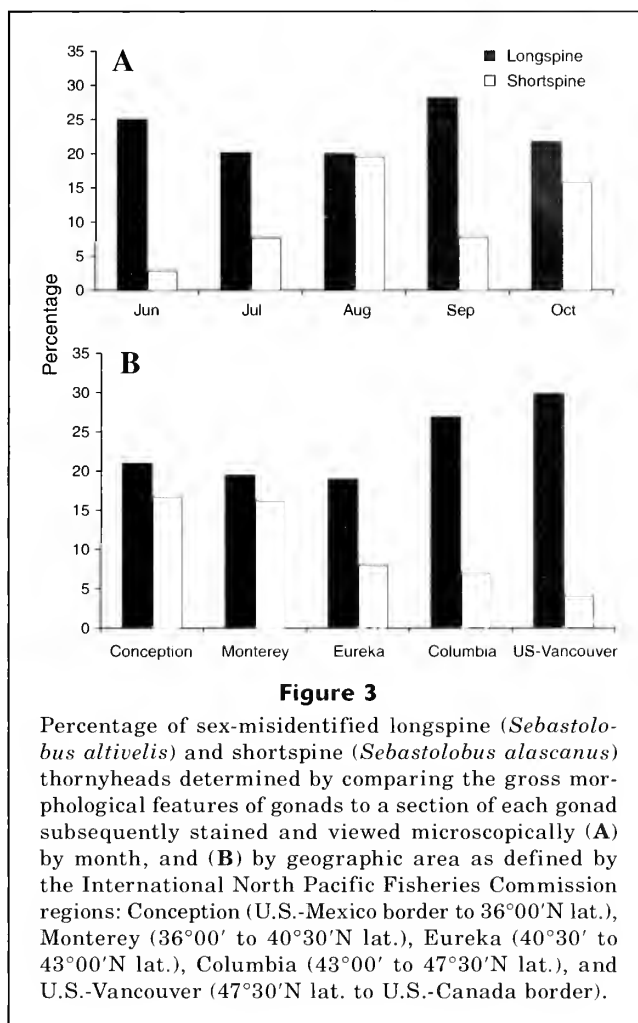 A
Longspine
Shortspine
35
30
25
20
15
10
5
0
Jun Jul Aug Sep Oct
Percentage
B
35
30
25
20
15
10
5
0
Conception Monterey Eureka Columbia US-Vancouver
Figure 3
Percentage of sex-misidentified longspine (Sebastolo-
bus altivelis) and shortspine (Sebastolobus alascanus)
thornyheads determined by comparing the gross mor-
phological features of gonads to a section of each gonad
subsequently stained and viewed microscopically (A)
by month, and (B) by geographic area as defined by
the International North Pacific Fisheries Commission
regions: Conception (U.S.-Mexico border to 36°00'N lat.),
Monterey (36°00' to 40°30'N lat.), Eureka (40°30' to
43°00'N lat.), Columbia (43°00' to 47°30'N lat.), and
U.S.-Vancouver (47°30'N lat. to U.S.-Canada border).